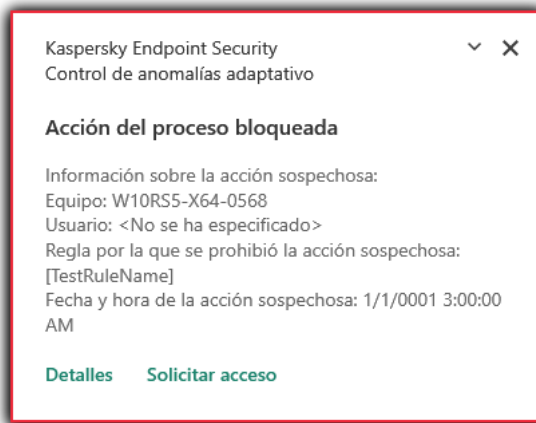 Kaspersky Endpoint Security
Control de anomalías adaptativo
Acción del proceso bloqueada
Información sobre la acción sospechosa:
Equipo: W10RS5-X64-0568
Usuario: <No se ha especificado>
Regla por la que se prohibió la acción sospechosa:
[TestRuleName]
Fecha y hora de la acción sospechosa: 1/1/0001 3:00:00
AM
Detalles Solicitar acceso